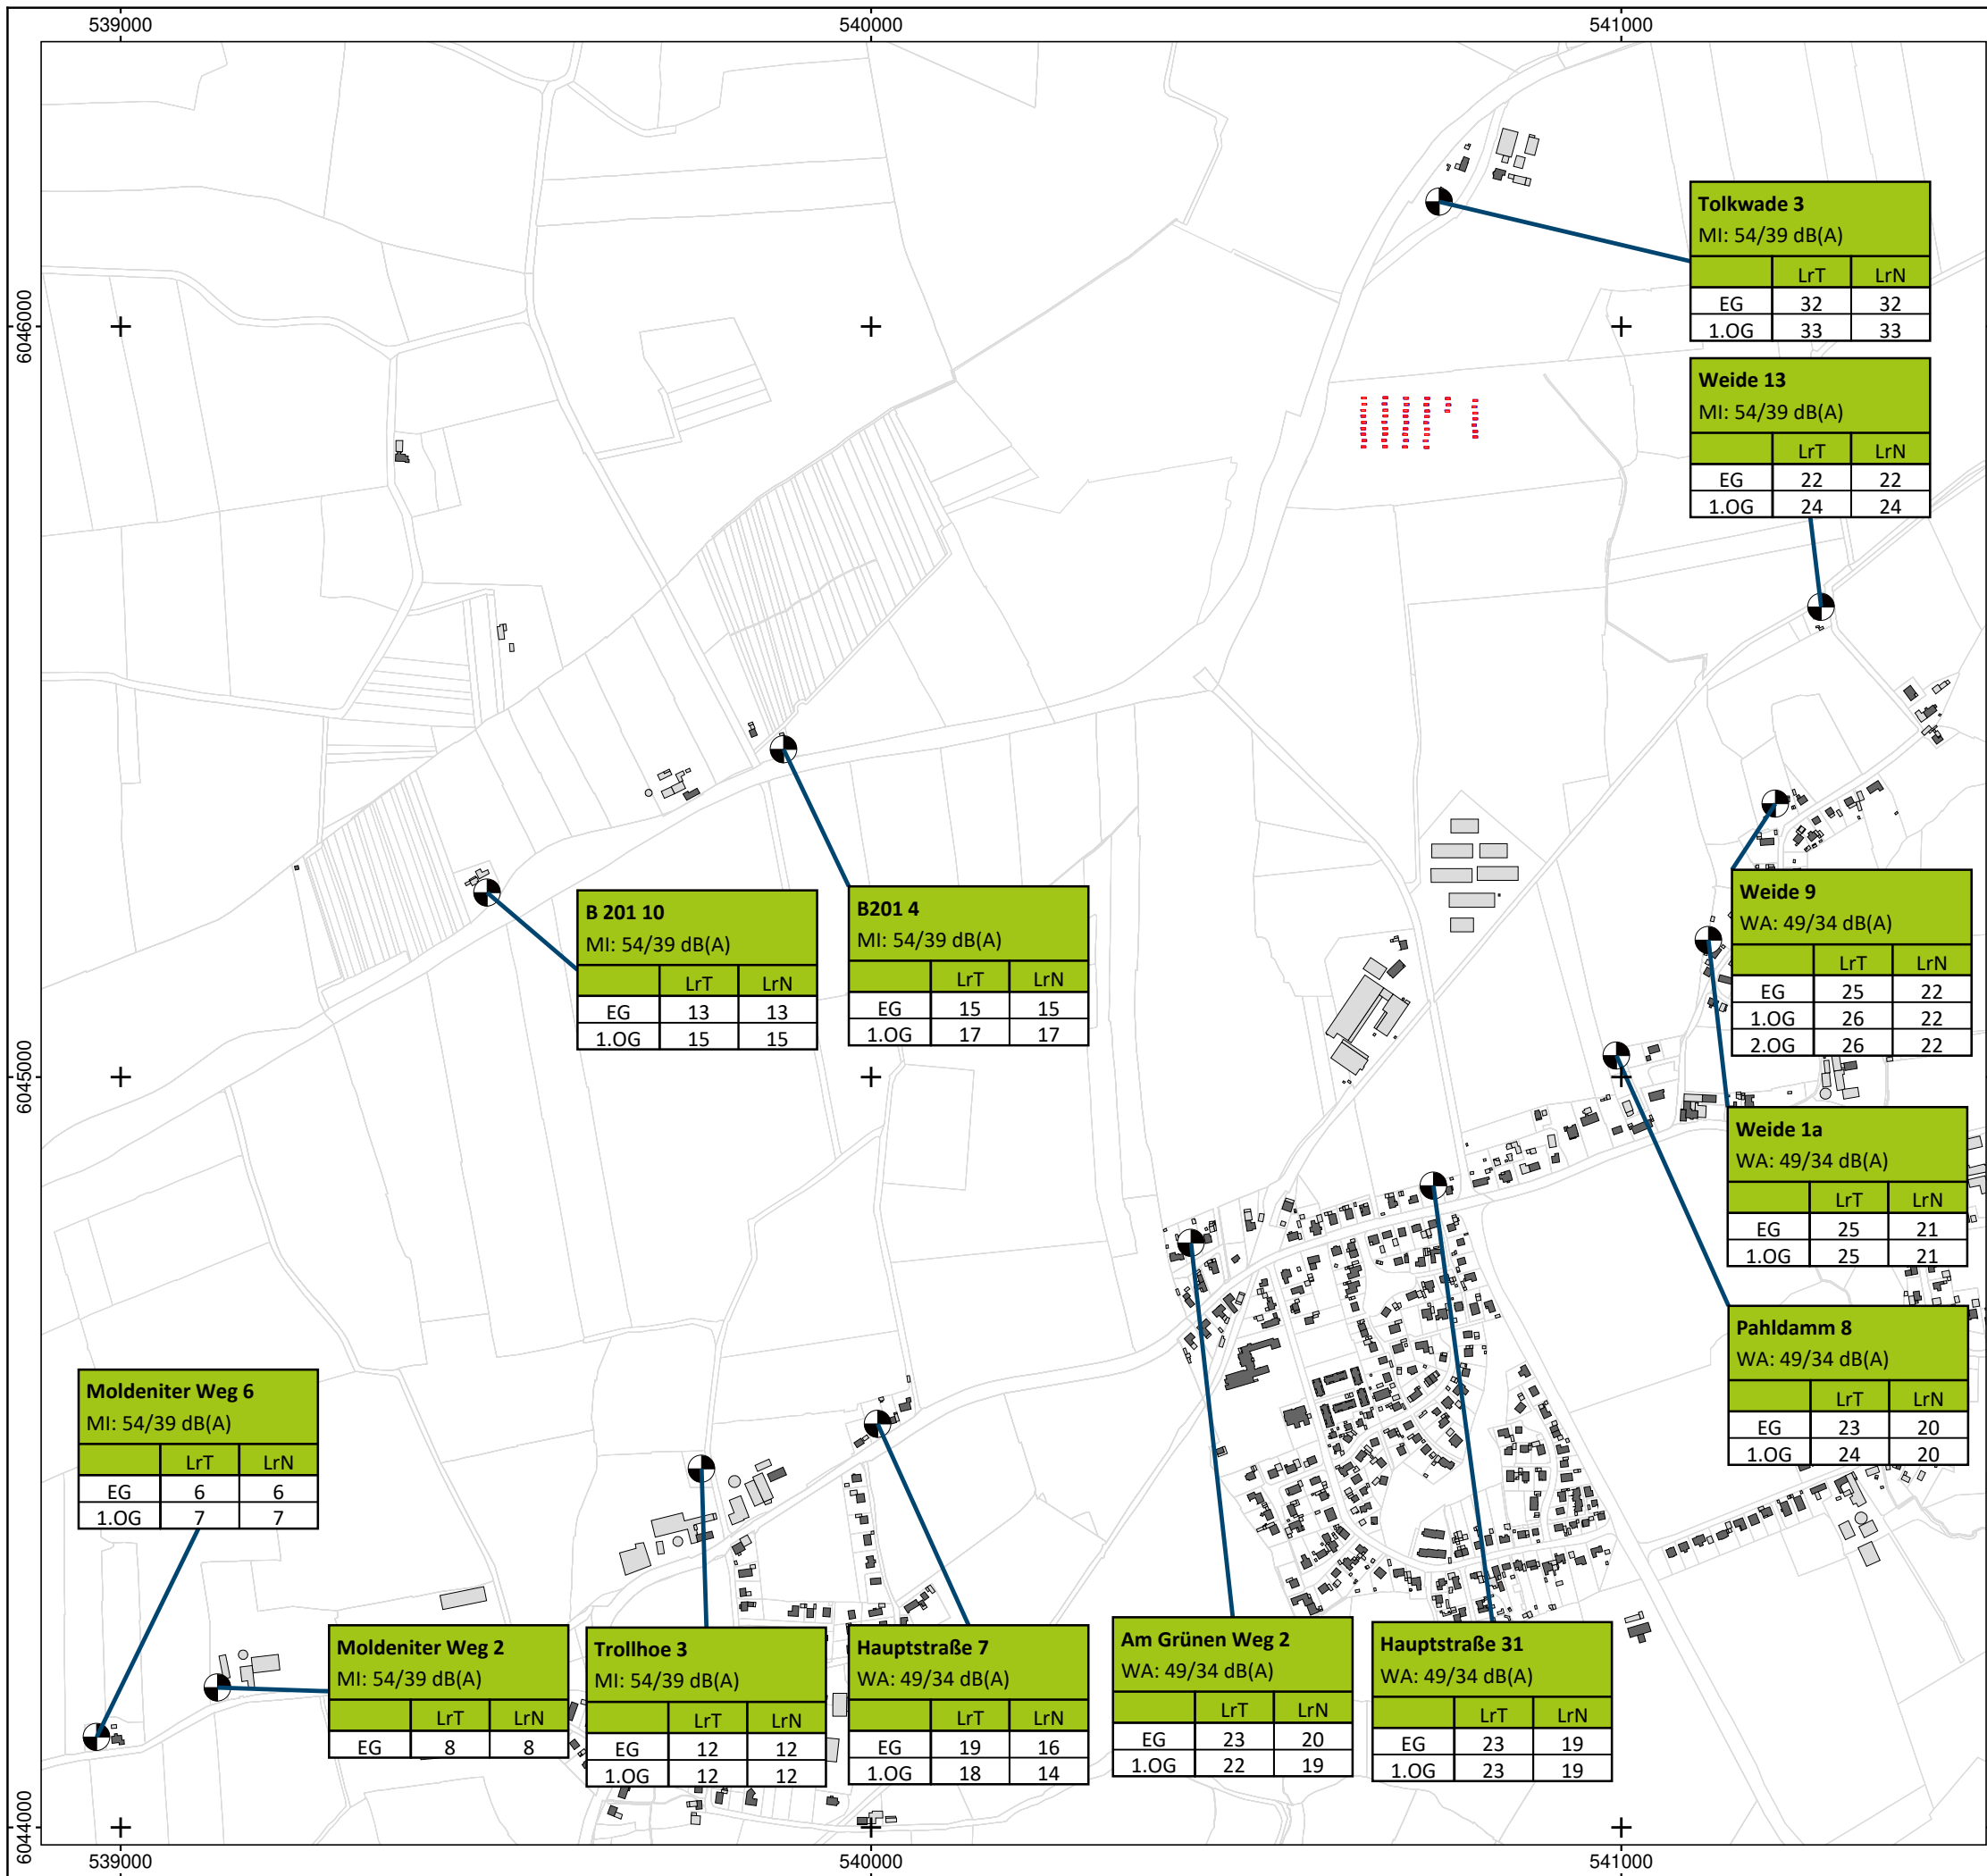 539000 540000 541000
6046000
6045000
6044000
Tolkwade 3
MI: 54/39 dB(A)
LrT LrN
EG 32 32
1.OG 33 33
Weide 13
MI: 54/39 dB(A)
LrT LrN
EG 22 22
1.OG 24 24
B 201 10
MI: 54/39 dB(A)
LrT LrN
EG 13 13
1.OG 15 15
B201 4
MI: 54/39 dB(A)
LrT LrN
EG 15 15
1.OG 17 17
Weide 9
WA: 49/34 dB(A)
LrT LrN
EG 25 22
1.OG 26 22
2.OG 26 22
Weide 1a
WA: 49/34 dB(A)
LrT LrN
EG 25 21
1.OG 25 21
Pahldamm 8
WA: 49/34 dB(A)
LrT LrN
EG 23 20
1.OG 24 20
Moldeniter Weg 6
MI: 54/39 dB(A)
LrT LrN
EG 6 6
1.OG 7 7
Moldeniter Weg 2
MI: 54/39 dB(A)
LrT LrN
EG 8 8
Trollhoe 3
MI: 54/39 dB(A)
LrT LrN
EG 12 12
1.OG 12 12
Hauptstraße 7
WA: 49/34 dB(A)
LrT LrN
EG 19 16
1.OG 18 14
Am Grünen Weg 2
WA: 49/34 dB(A)
LrT LrN
EG 23 20
1.OG 22 19
Hauptstraße 31
WA: 49/34 dB(A)
LrT LrN
EG 23 19
1.OG 23 19
539000 540000 541000